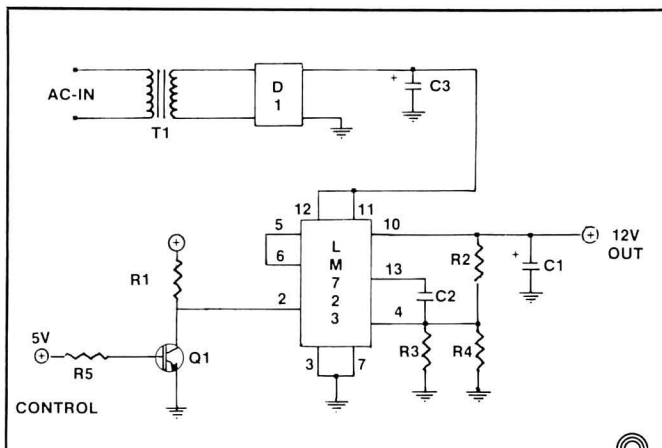 AC-IN
T1
D
1
+
C3
12
11
5
6
10
L
M
7
2
3
13
2
4
3
7
R1
R2
12V
OUT
+
C1
C2
5V
R5
Q1
R3
R4
CONTROL